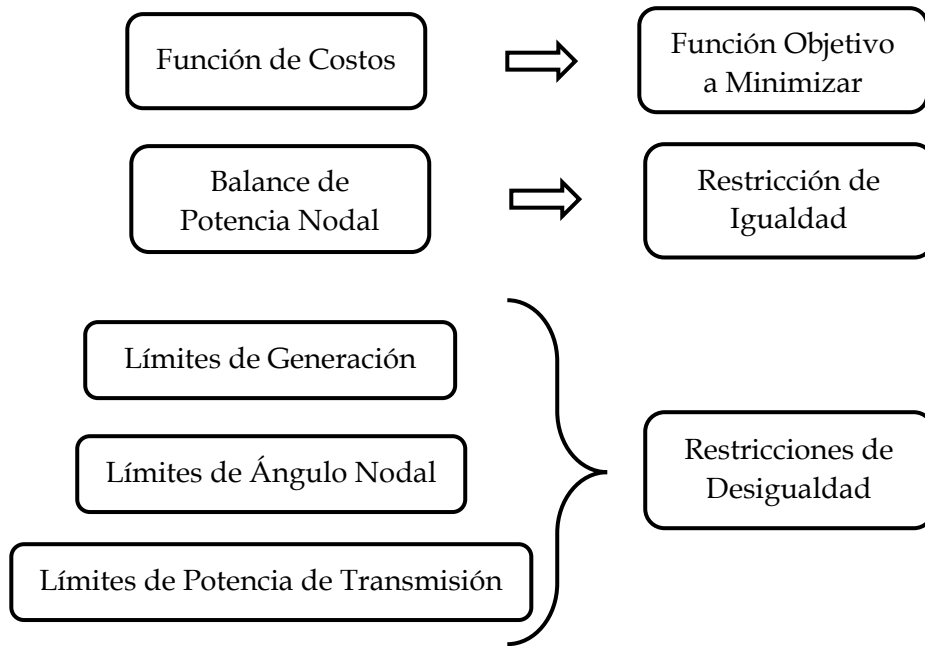 Función de Costos
Función Objetivo
a Minimizar
Balance de
Potencia Nodal
Restricción de
Igualdad
Límites de Generación
Límites de Ángulo Nodal
Límites de Potencia de Transmisión
Restricciones de
Desigualdad